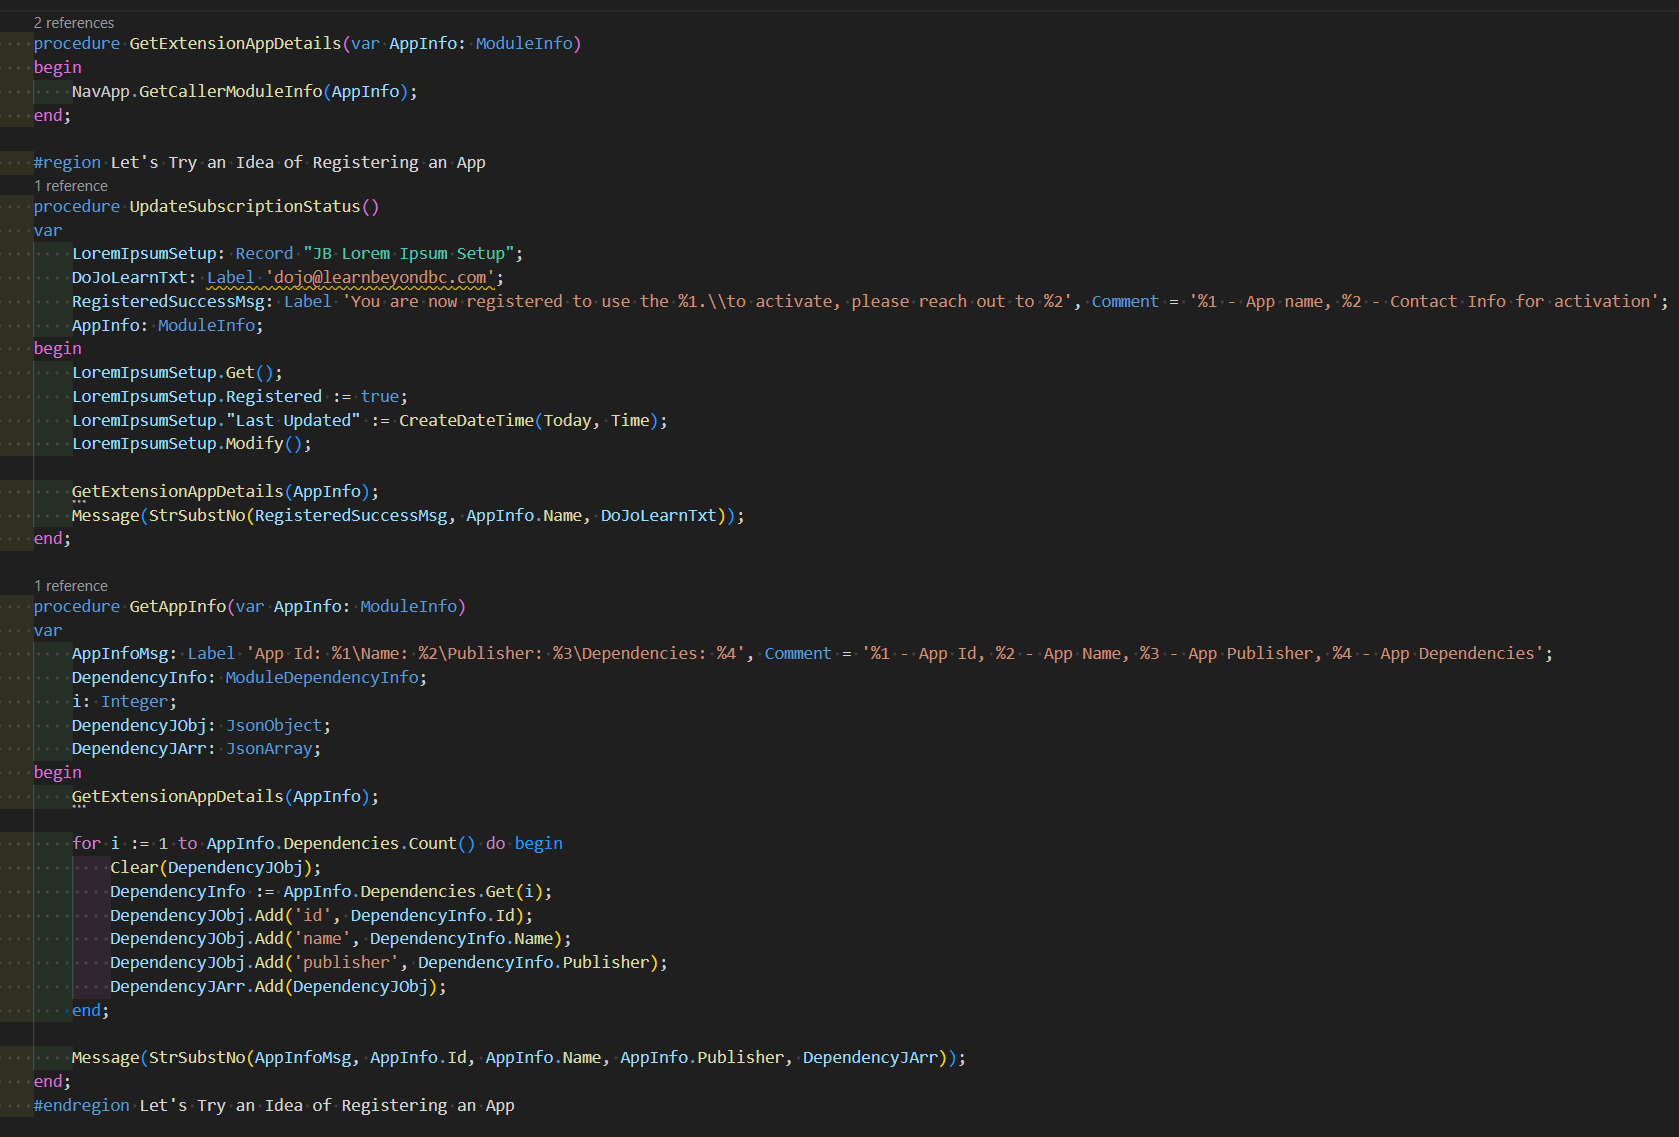 2 references
procedure GetExtensionAppDetails(var AppInfo: ModuleInfo)
begin
    NavApp.GetCallerModuleInfo(AppInfo);
end;

#region Let's Try an Idea of Registering an App
1 reference
procedure UpdateSubscriptionStatus()
var
    LoremIpsumSetup: Record "JB Lorem Ipsum Setup";
    DoJoLearnTxt: Label 'dojo@learnbeyondbc.com';
    RegisteredSuccessMsg: Label 'You are now registered to use the %1.\\to activate, please reach out to %2', Comment = '%1 - App name, %2 - Contact Info for activation';
    AppInfo: ModuleInfo;
begin
    LoremIpsumSetup.Get();
    LoremIpsumSetup.Registered := true;
    LoremIpsumSetup."Last Updated" := CreateDateTime(Today, Time);
    LoremIpsumSetup.Modify();

    GetExtensionAppDetails(AppInfo);
    Message(StrSubstNo(RegisteredSuccessMsg, AppInfo.Name, DoJoLearnTxt));
end;

1 reference
procedure GetAppInfo(var AppInfo: ModuleInfo)
var
    AppInfoMsg: Label 'App Id: %1\Name: %2\Publisher: %3\Dependencies: %4', Comment = '%1 - App Id, %2 - App Name, %3 - App Publisher, %4 - App Dependencies';
    DependencyInfo: ModuleDependencyInfo;
    i: Integer;
    DependencyJObj: JsonObject;
    DependencyJArr: JsonArray;
begin
    GetExtensionAppDetails(AppInfo);

    for i := 1 to AppInfo.Dependencies.Count() do begin
        Clear(DependencyJObj);
        DependencyInfo := AppInfo.Dependencies.Get(i);
        DependencyJObj.Add('id', DependencyInfo.Id);
        DependencyJObj.Add('name', DependencyInfo.Name);
        DependencyJObj.Add('publisher', DependencyInfo.Publisher);
        DependencyJArr.Add(DependencyJObj);
    end;

    Message(StrSubstNo(AppInfoMsg, AppInfo.Id, AppInfo.Name, AppInfo.Publisher, DependencyJArr));
end;
#endregion Let's Try an Idea of Registering an App